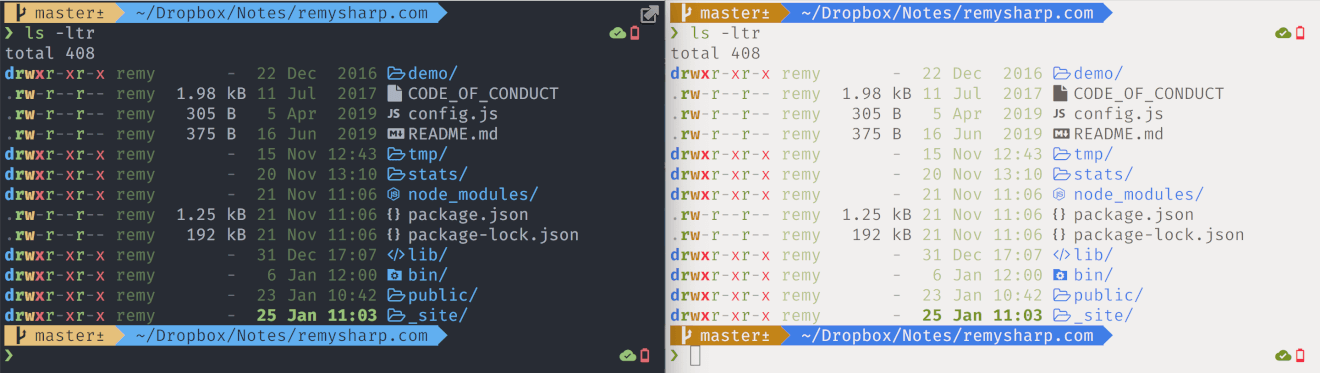 master± ~/Dropbox/Notes/remysharp.com
❯ ls -ltr
total 408
drwxr-xr-x remy - 22 Dec 2016 demo/
.rw-r--r-- remy 1.98 kB 11 Jul 2017 CODE_OF_CONDUCT
.rw-r--r-- remy 305 B 5 Apr 2019 JS config.js
.rw-r--r-- remy 375 B 16 Jun 2019 README.md
drwxr-xr-x remy - 15 Nov 12:43 tmp/
drwxr-xr-x remy - 20 Nov 13:10 stats/
drwxr-xr-x remy - 21 Nov 11:06 node_modules/
.rw-r--r-- remy 1.25 kB 21 Nov 11:06 {} package.json
.rw-r--r-- remy 192 kB 21 Nov 11:06 {} package-lock.json
drwxr-xr-x remy - 31 Dec 17:07 </> lib/
drwxr-xr-x remy - 6 Jan 12:00 bin/
drwxr-xr-x remy - 23 Jan 10:42 public/
drwxr-xr-x remy - 25 Jan 11:03 _site/
master± ~/Dropbox/Notes/remysharp.com
❯
master± ~/Dropbox/Notes/remysharp.com
❯ ls -ltr
total 408
drwxr-xr-x remy - 22 Dec 2016 demo/
.rw-r--r-- remy 1.98 kB 11 Jul 2017 CODE_OF_CONDUCT
.rw-r--r-- remy 305 B 5 Apr 2019 JS config.js
.rw-r--r-- remy 375 B 16 Jun 2019 README.md
drwxr-xr-x remy - 15 Nov 12:43 tmp/
drwxr-xr-x remy - 20 Nov 13:10 stats/
drwxr-xr-x remy - 21 Nov 11:06 node_modules/
.rw-r--r-- remy 1.25 kB 21 Nov 11:06 {} package.json
.rw-r--r-- remy 192 kB 21 Nov 11:06 {} package-lock.json
drwxr-xr-x remy - 31 Dec 17:07 </> lib/
drwxr-xr-x remy - 6 Jan 12:00 bin/
drwxr-xr-x remy - 23 Jan 10:42 public/
drwxr-xr-x remy - 25 Jan 11:03 _site/
master± ~/Dropbox/Notes/remysharp.com
❯